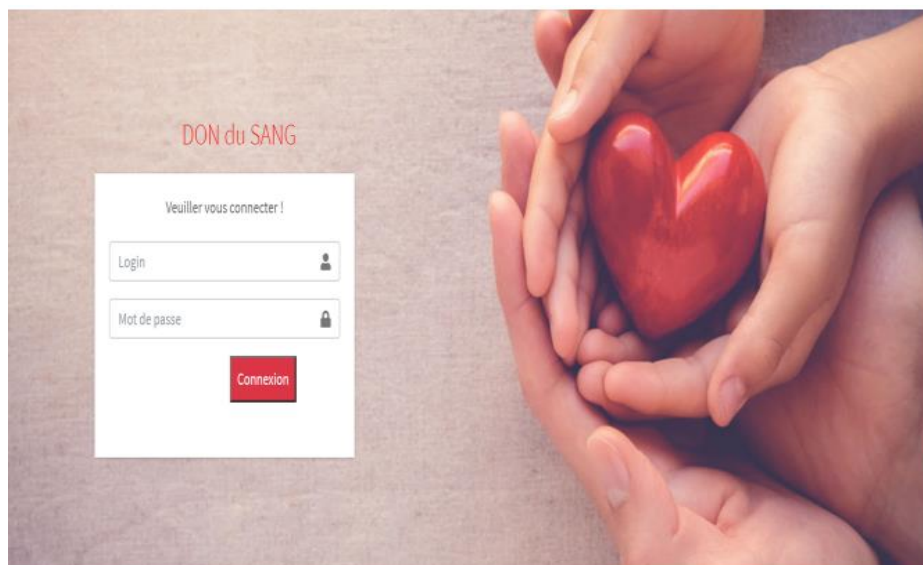 DON du SANG
Veuiller vous connecter !
Login
Mot de passe
Connexion